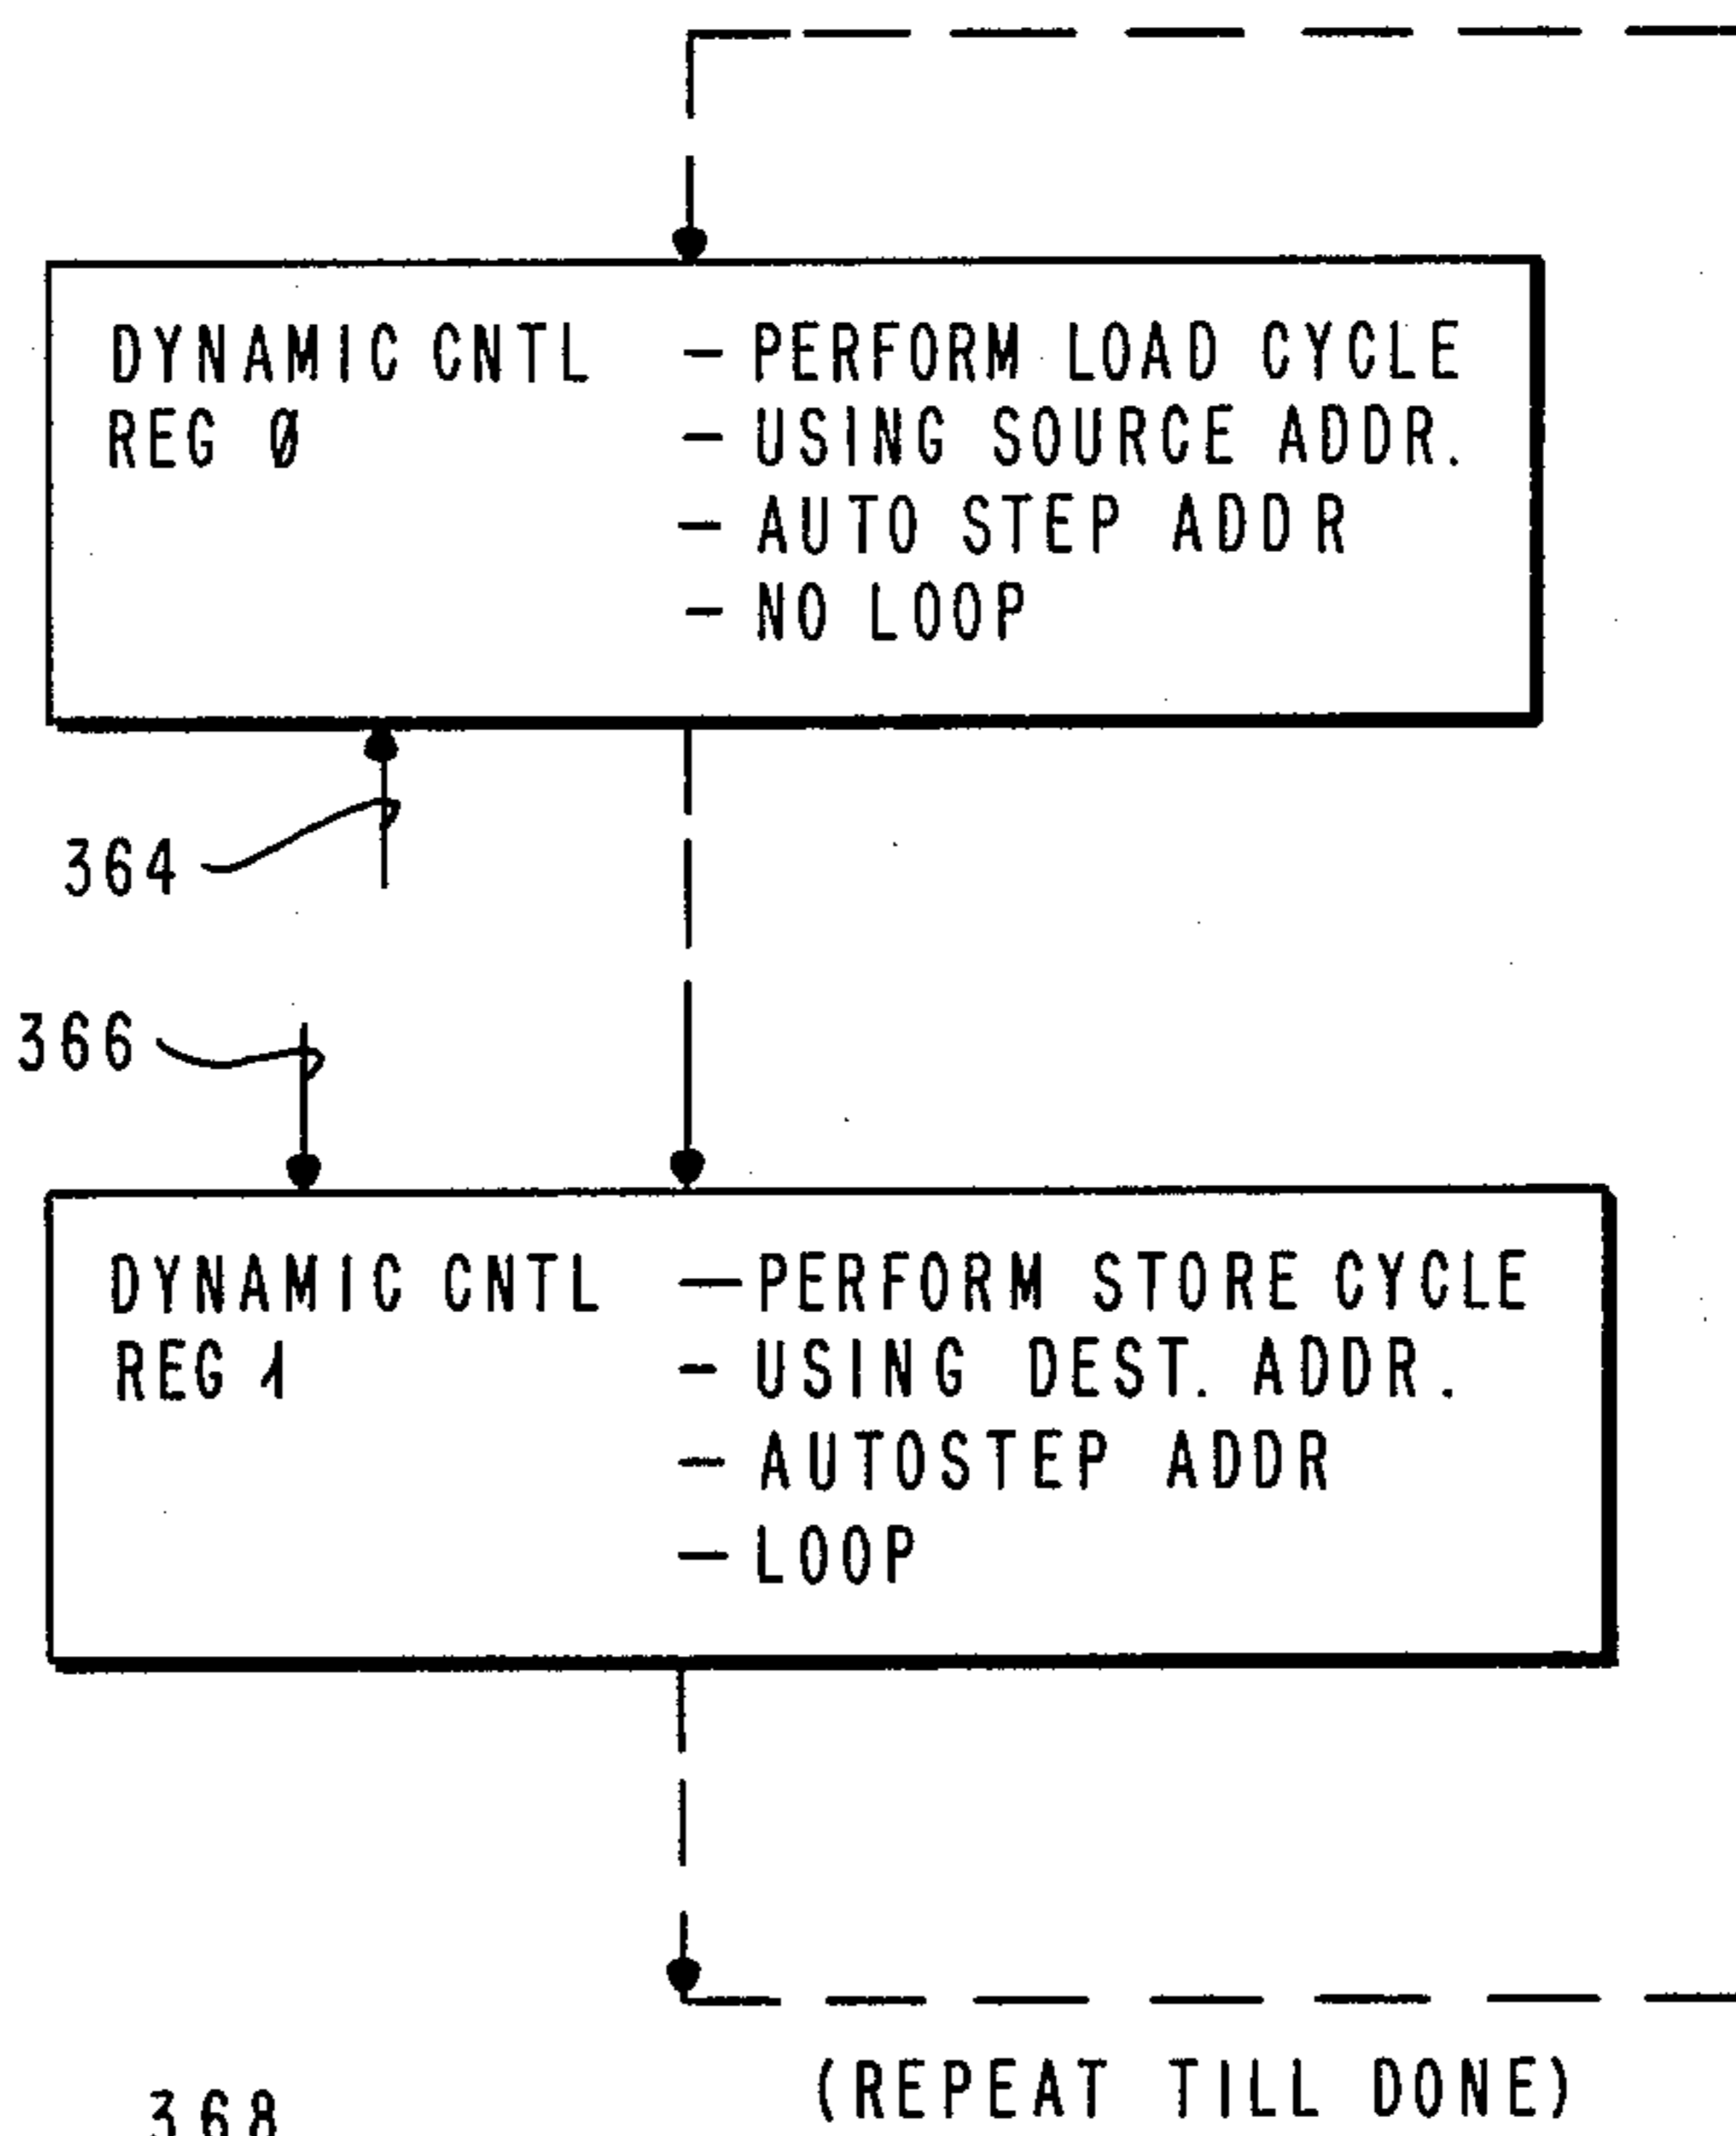 DYNAMIC CNTL – PERFORM LOAD CYCLE
REG Ø – USING SOURCE ADDR.
– AUTO STEP ADDR
– NO LOOP
364
366
DYNAMIC CNTL – PERFORM STORE CYCLE
REG 1 – USING DEST. ADDR.
– AUTOSTEP ADDR
– LOOP
(REPEAT TILL DONE)
368